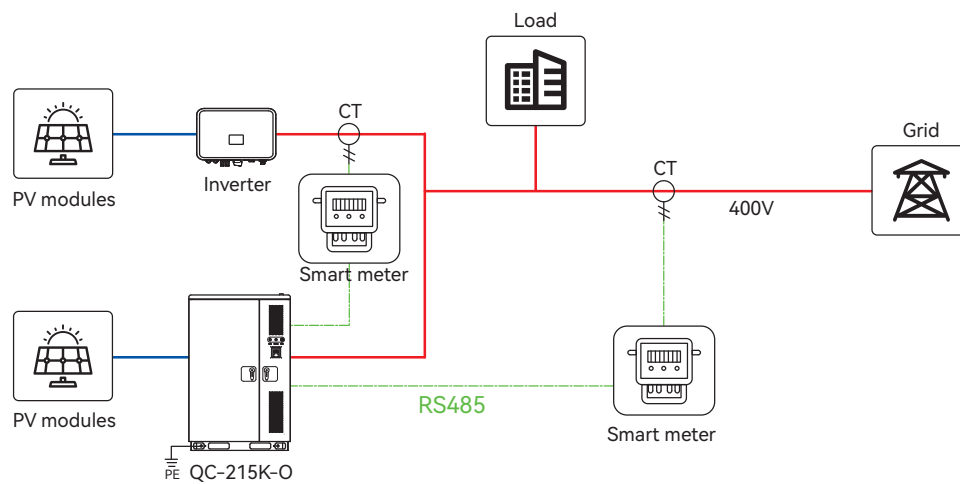 Load
CT
Grid
PV modules
Inverter
CT
400V
Smart meter
PV modules
RS485
Smart meter
PE
QC-215K-O